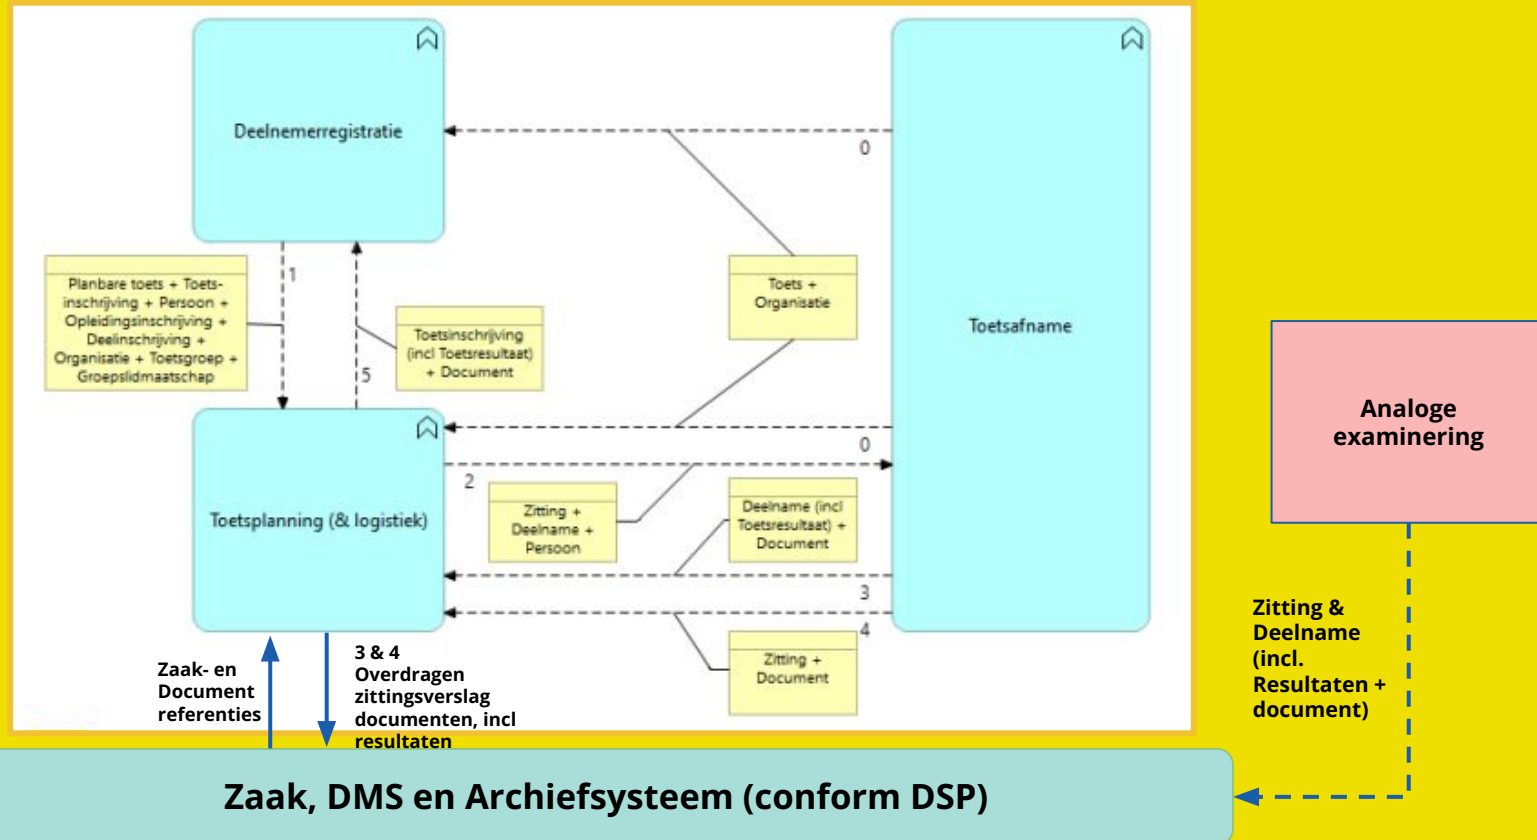 Deelnemerregistratie
0
1
Planbare toets + Toets-
inschrijving + Persoon +
Opleidingsinschrijving +
Deelinschrijving +
Organisatie + Toetsgroep +
Groepslidmaatschap
Toetsinschrijving
(incl Toetsresultaat)
+ Document
5
Toets +
Organisatie
Toetsafname
Analoge
examinering
0
2
Toetsplanning (& logistiek)
Zitting +
Deelname +
Persoon
Deelname (incl
Toetsresultaat) +
Document
3
4
Zitting +
Document
Zaak- en
Document
referenties
3 & 4
Overdragen
zittingsverslag
documenten, incl
resultaten
Zitting &
Deelname
(incl.
Resultaten +
document)
Zaak, DMS en Archiefsysteem (conform DSP)